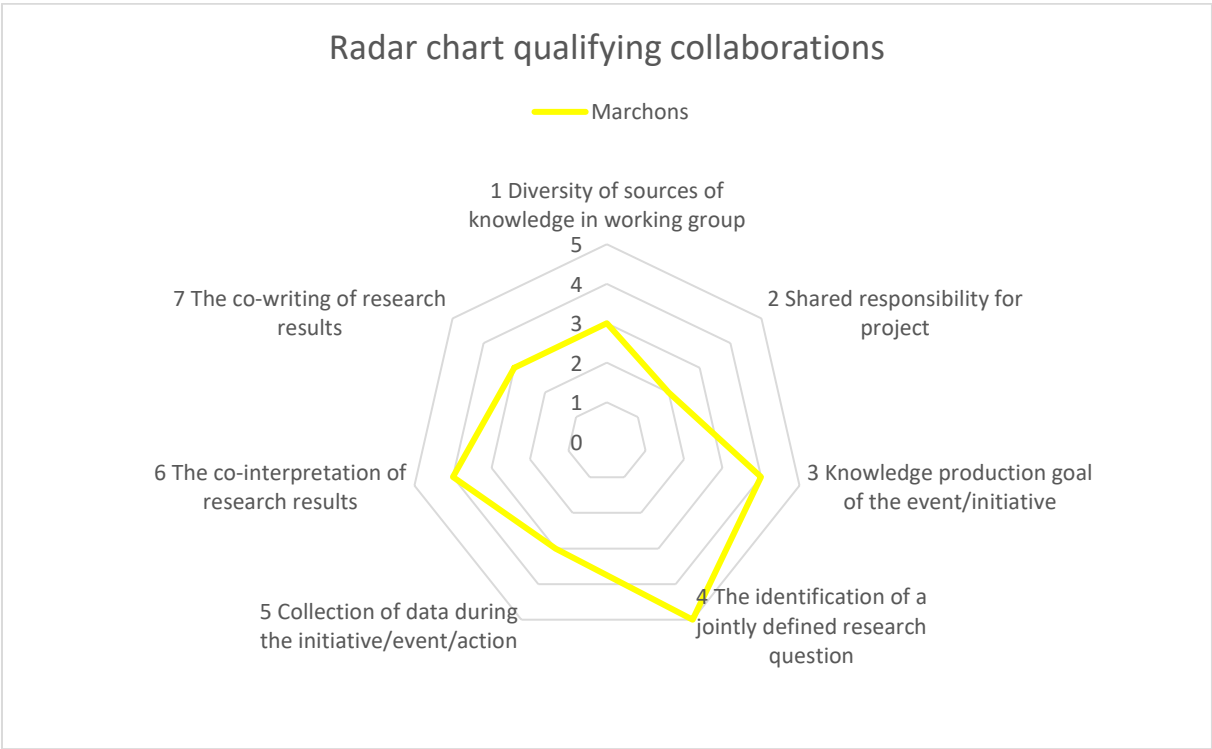 Radar chart qualifying collaborations
Marchons
1 Diversity of sources of
knowledge in working group
2 Shared responsibility for
project
3 Knowledge production goal
of the event/initiative
4 The identification of a
jointly defined research
question
5 Collection of data during
the initiative/event/action
6 The co-interpretation of
research results
7 The co-writing of research
results
5
4
3
2
1
0